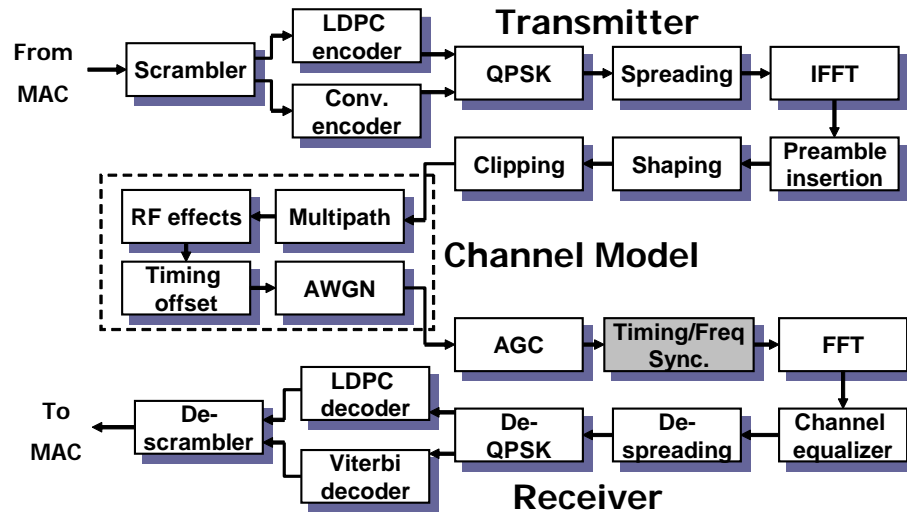 Transmitter
From
MAC
Scrambler
LDPC
encoder
Conv.
encoder
QPSK
Spreading
IFFT
Preamble
insertion
Shaping
Clipping
Channel Model
Multipath
RF effects
Timing
offset
AWGN
AGC
Timing/Freq
Sync.
FFT
Channel
equalizer
De-
spreading
De-
QPSK
LDPC
decoder
Viterbi
decoder
De-
scrambler
To
MAC
Receiver